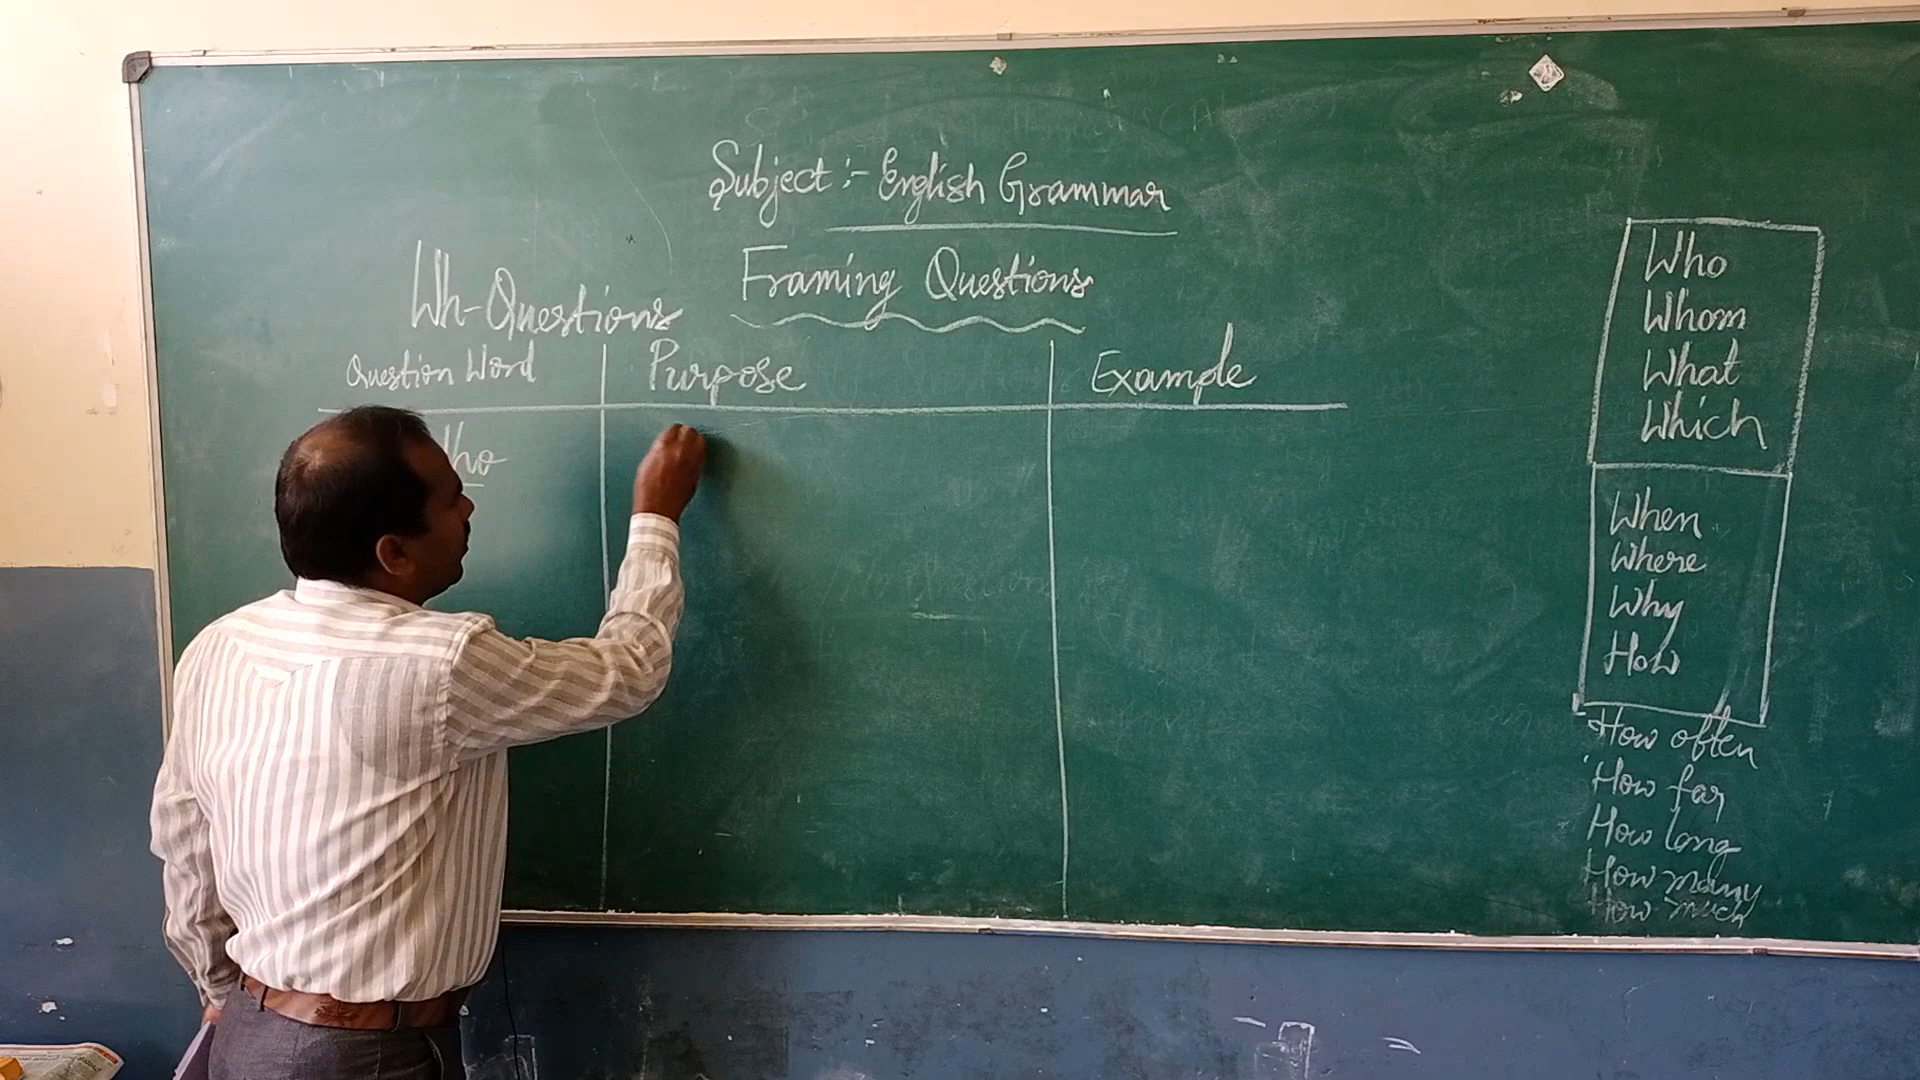 Subject :- English Grammar
Framing Questions
Wh-Questions
Question Word Purpose Example
ho
Who
Whom
What
Which
When
Where
Why
How
How often
How far
How long
How many
How much